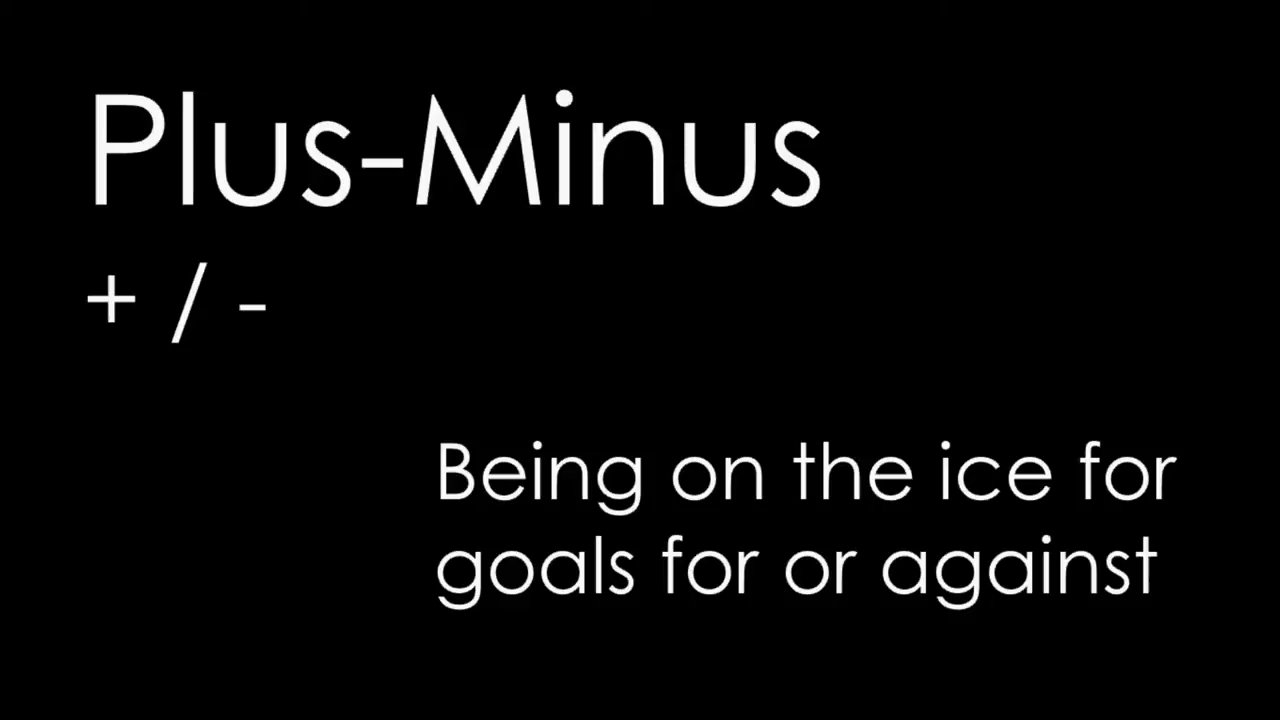 Plus-Minus
+ / -
Being on the ice for
goals for or against